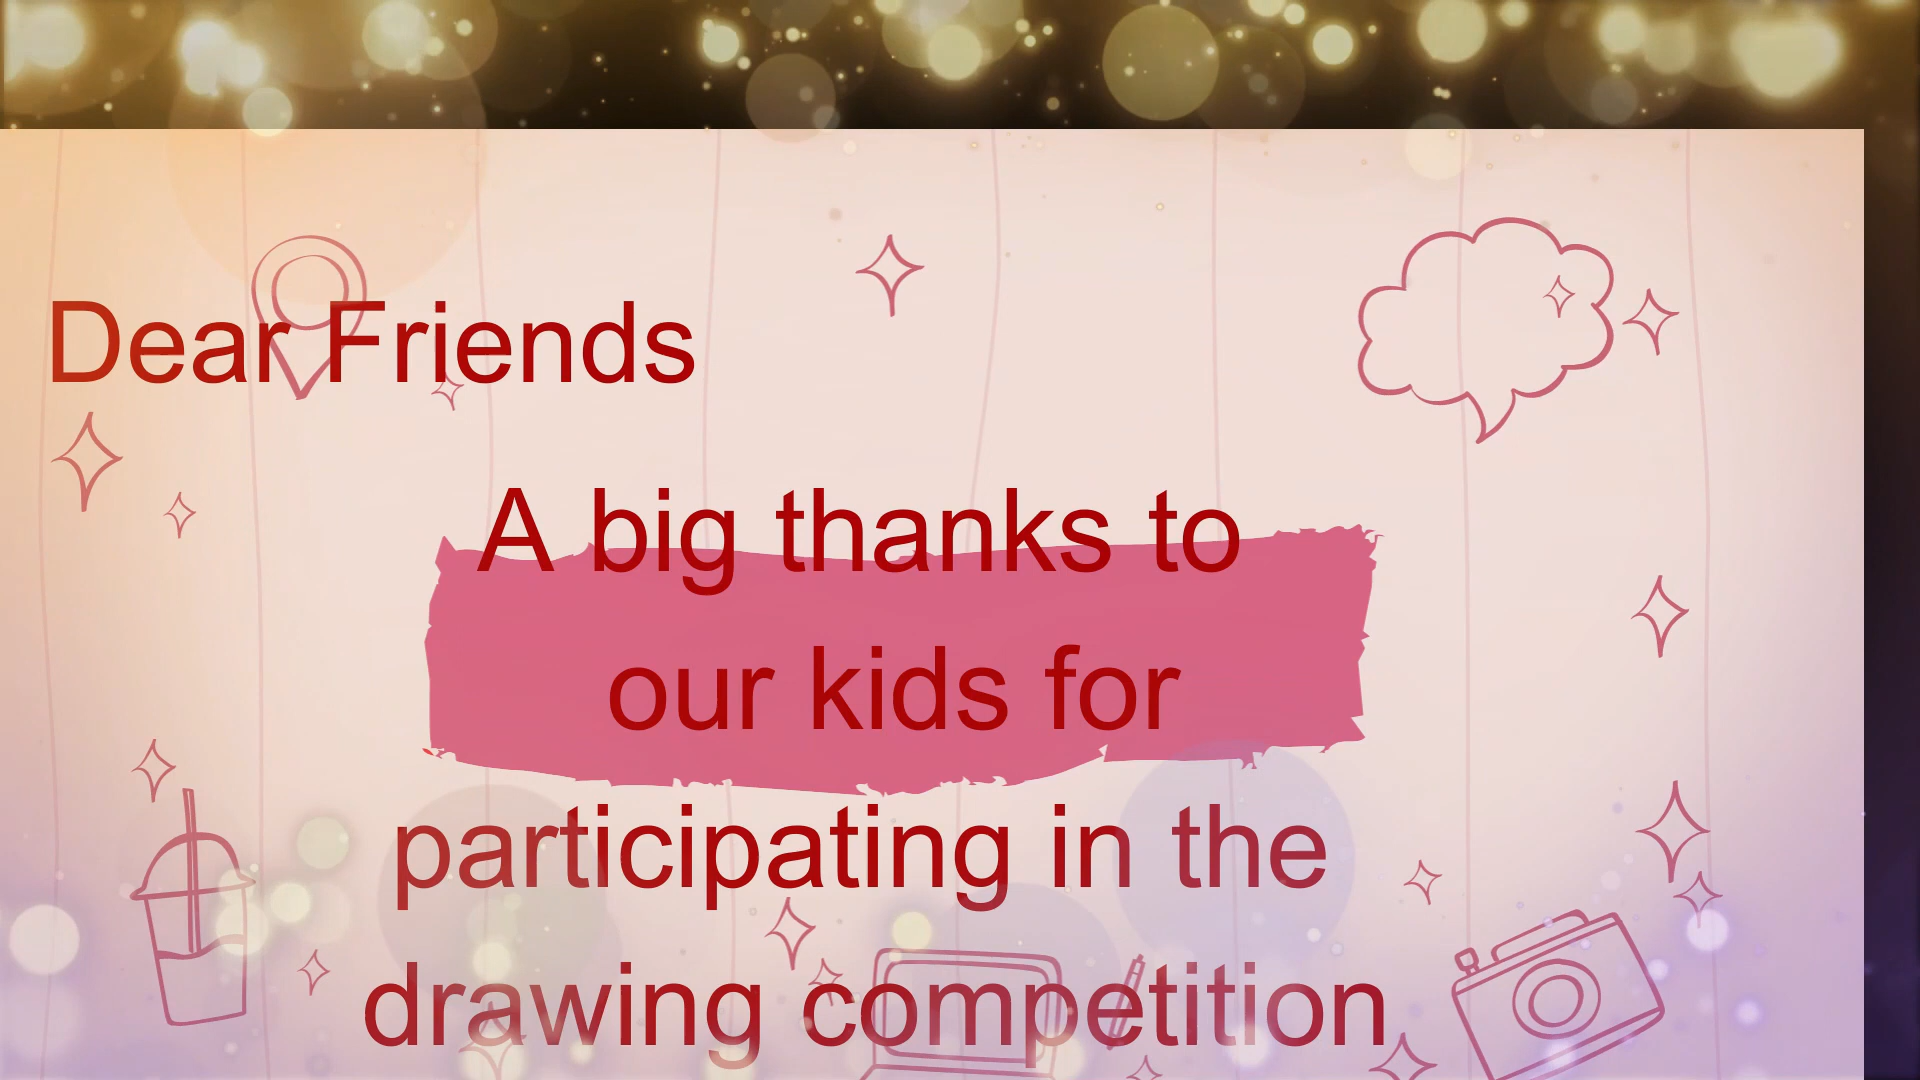 Dear Friends
A big thanks to
our kids for
participating in the
drawing competition